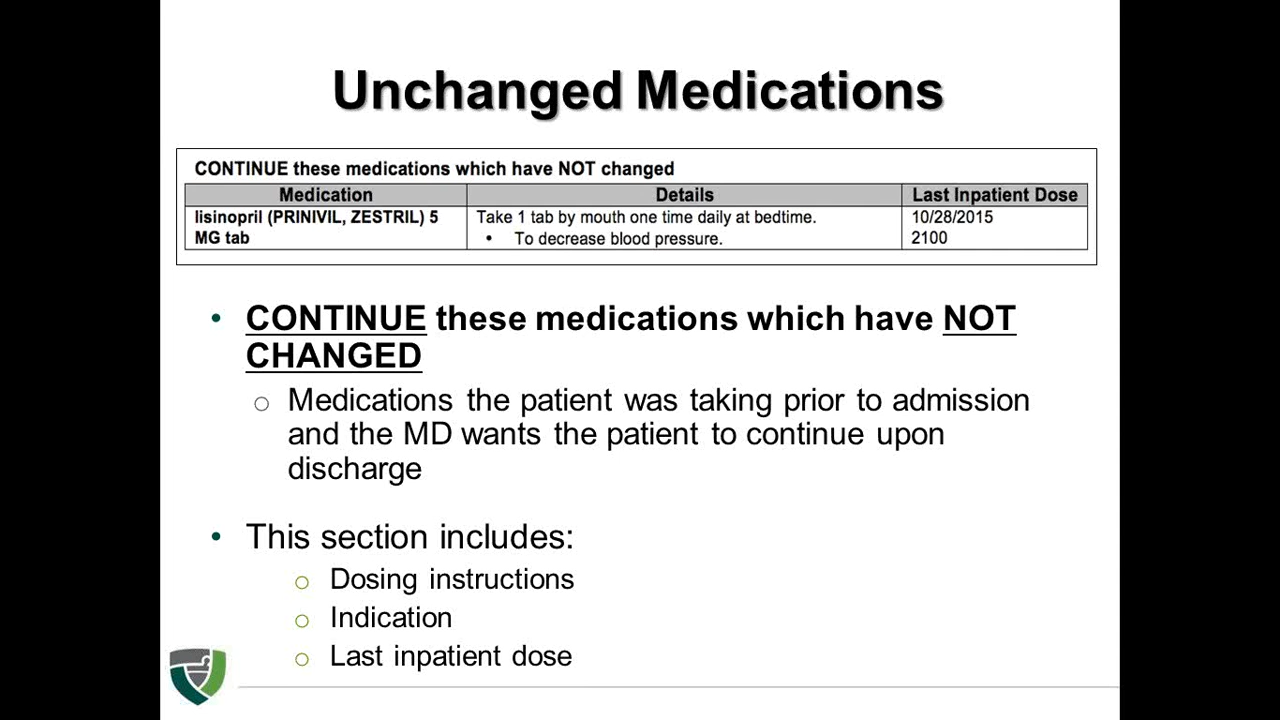 Unchanged Medications
CONTINUE these medications which have NOT changed
Medication Details Last Inpatient Dose
lisinopril (PRINIVIL, ZESTRIL) 5 Take 1 tab by mouth one time daily at bedtime. 10/28/2015
MG tab • To decrease blood pressure. 2100
• CONTINUE these medications which have NOT
CHANGED
o Medications the patient was taking prior to admission
and the MD wants the patient to continue upon
discharge
• This section includes:
o Dosing instructions
o Indication
o Last inpatient dose